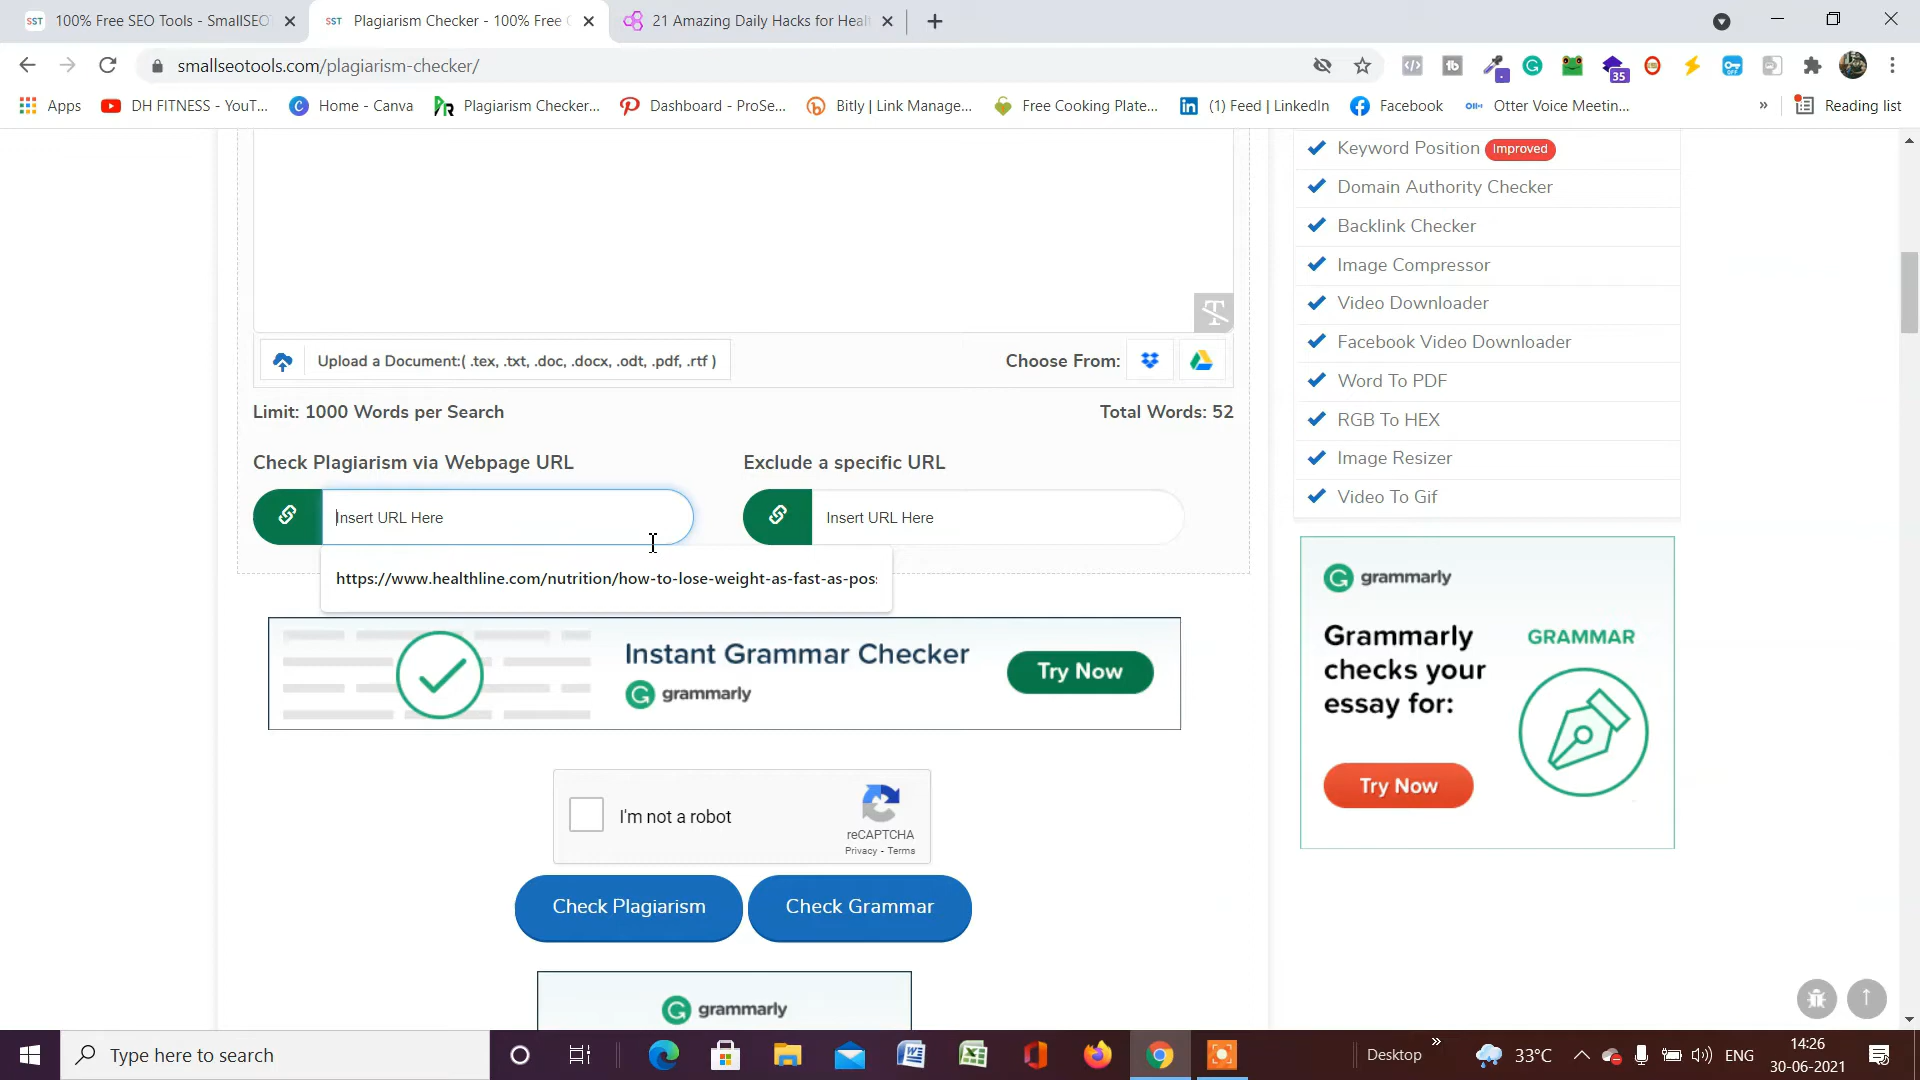 SST 100% Free SEO Tools - SmallSEO
SST Plagiarism Checker - 100% Free
21 Amazing Daily Hacks for Heal
smallseotools.com/plagiarism-checker/
35
OFF
Apps
DH FITNESS - YouT...
Home - Canva
Plagiarism Checker...
Dashboard - ProSe...
Bitly | Link Manage...
Free Cooking Plate...
(1) Feed | LinkedIn
Facebook
Otter Voice Meetin...
»
Reading list
Keyword Position Improved
Domain Authority Checker
Backlink Checker
Image Compressor
Video Downloader
Facebook Video Downloader
Word To PDF
RGB To HEX
Image Resizer
Video To Gif
Upload a Document:( .tex, .txt, .doc, .docx, .odt, .pdf, .rtf )
Choose From:
Limit: 1000 Words per Search
Total Words: 52
Check Plagiarism via Webpage URL
Exclude a specific URL
Insert URL Here
Insert URL Here
https://www.healthline.com/nutrition/how-to-lose-weight-as-fast-as-pos
Instant Grammar Checker
grammarly
Try Now
grammarly
Grammarly
checks your
essay for:
GRAMMAR
Try Now
I'm not a robot
reCAPTCHA
Privacy - Terms
Check Plagiarism
Check Grammar
grammarly
Type here to search
Desktop
»
33°C
ENG
14:26
30-06-2021